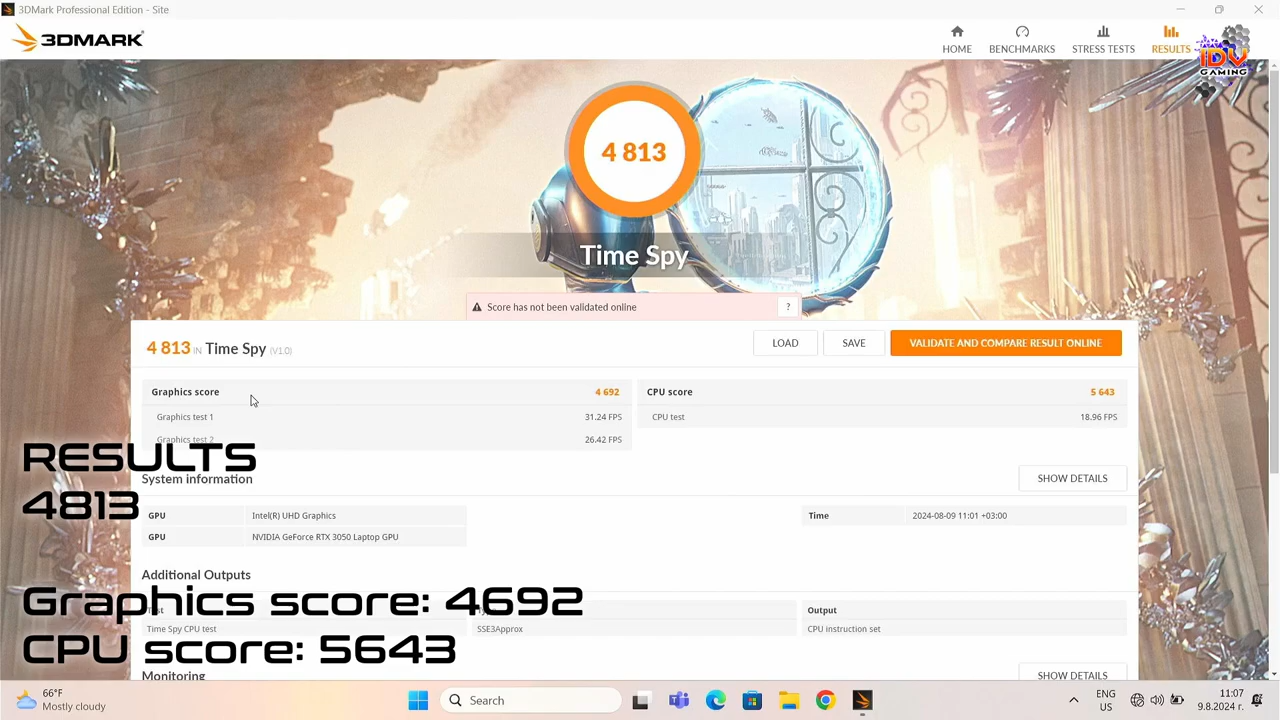 3DMark Professional Edition - Site
3DMARK
HOME BENCHMARKS STRESS TESTS RESULTS
IDV
GAMING
4 813
Time Spy
Score has not been validated online ?
4 813 IN Time Spy (V1.0) LOAD SAVE VALIDATE AND COMPARE RESULT ONLINE
Graphics score 4 692 CPU score 5 643
Graphics test 1 31.24 FPS CPU test 18.96 FPS
Graphics test 2 26.42 FPS
RESULTS
System information SHOW DETAILS
4813
GPU Intel(R) UHD Graphics Time 2024-08-09 11:01 +03:00
GPU NVIDIA GeForce RTX 3050 Laptop GPU
Additional Outputs
Graphics score: 4692
Test Output
Time Spy CPU test SSE3Approx CPU instruction set
CPU score: 5643
Monitoring SHOW DETAILS
66°F
Mostly cloudy
Search
ENG
US
11:07
9.8.2024 г.